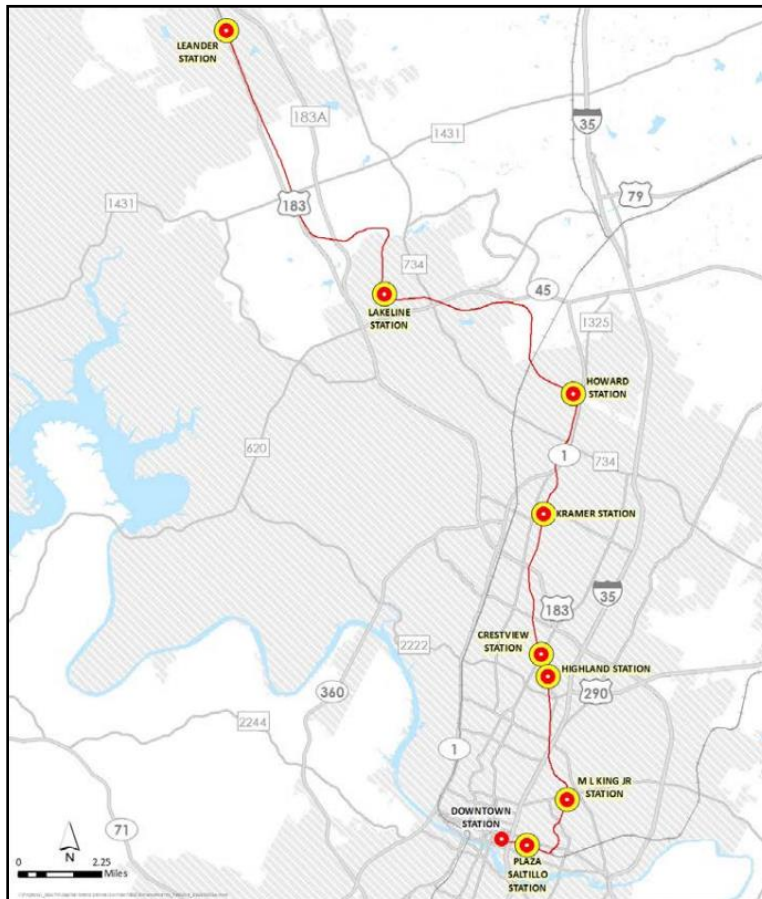 LEANDER
STATION
183A
1431
35
79
183
1431
734
45
LAKELINE
STATION
1325
HOWARD
STATION
620
1
734
KRAMER STATION
35
183
CRESTVIEW
STATION
2222
HIGHLAND STATION
290
360
2244
1
M L KING JR
STATION
DOWNTOWN
STATION
71
N
PLAZA
SALTILLO
STATION
0 2.25
Miles